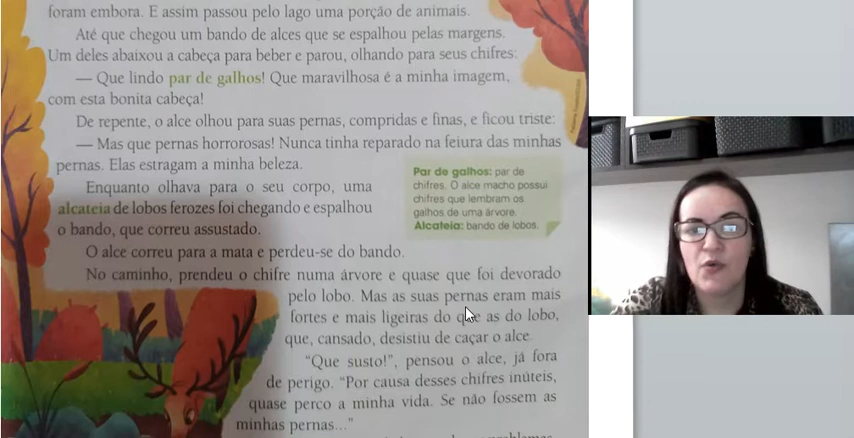 foram embora. E assim passou pelo lago uma porção de animais.
Até que chegou um bando de alces que se espalhou pelas margens.
Um deles abaixou a cabeça para beber e parou, olhando para seus chifres:
— Que lindo par de galhos! Que maravilhosa é a minha imagem,
com esta bonita cabeça!
De repente, o alce olhou para suas pernas, compridas e finas, e ficou triste:
— Mas que pernas horrorosas! Nunca tinha reparado na feiura das minhas
pernas. Elas estragam a minha beleza.
Enquanto olhava para o seu corpo, uma
alcateia de lobos ferozes foi chegando e espalhou
o bando, que correu assustado.
Par de galhos: par de
chifres. O alce macho possui
chifres que lembram os
galhos de uma árvore.
Alcateia: bando de lobos.
O alce correu para a mata e perdeu-se do bando.
No caminho, prendeu o chifre numa árvore e quase que foi devorado
pelo lobo. Mas as suas pernas eram mais
fortes e mais ligeiras do que as do lobo,
que, cansado, desistiu de caçar o alce.
"Que susto!", pensou o alce, já fora
de perigo. "Por causa desses chifres inúteis,
quase perco a minha vida. Se não fossem as
minhas pernas..."